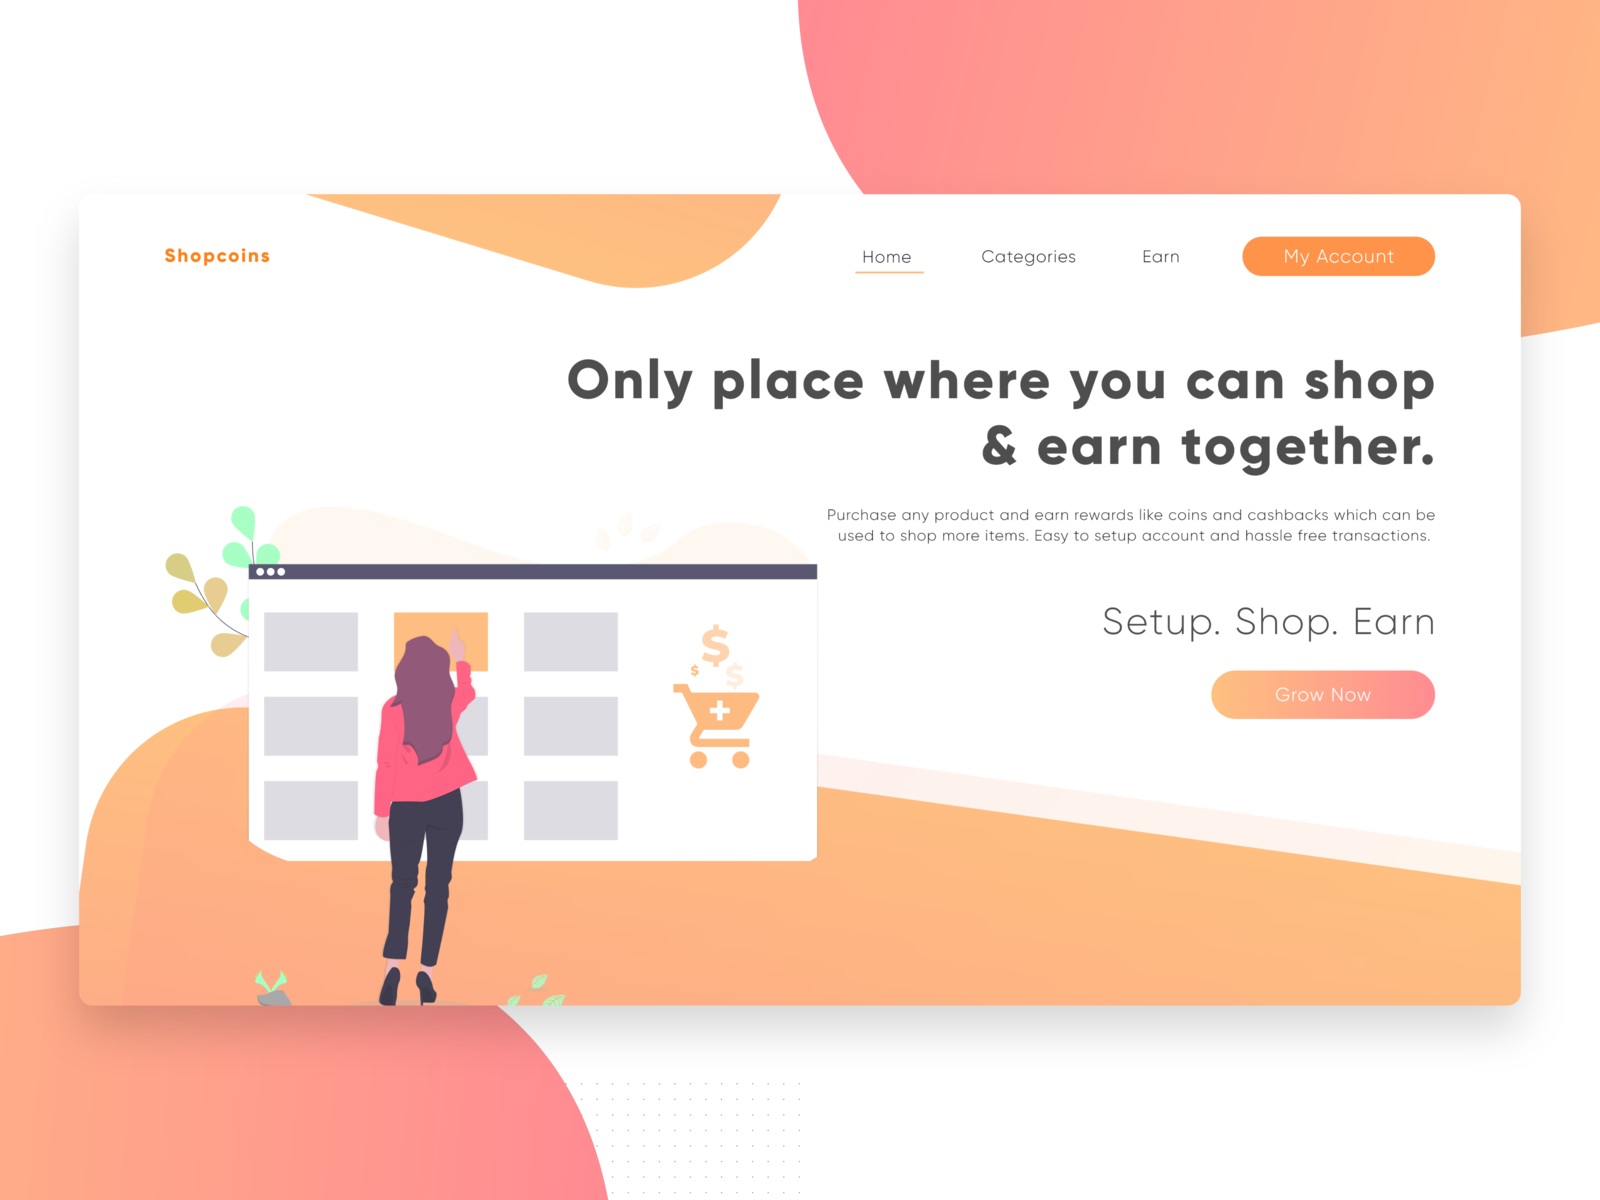 Shopcoins
Home
Categories
Earn
My Account
Only place where you can shop
& earn together.
Purchase any product and earn rewards like coins and cashbacks which can be
used to shop more items. Easy to setup account and hassle free transactions.
Setup. Shop. Earn
Grow Now
$
$
$